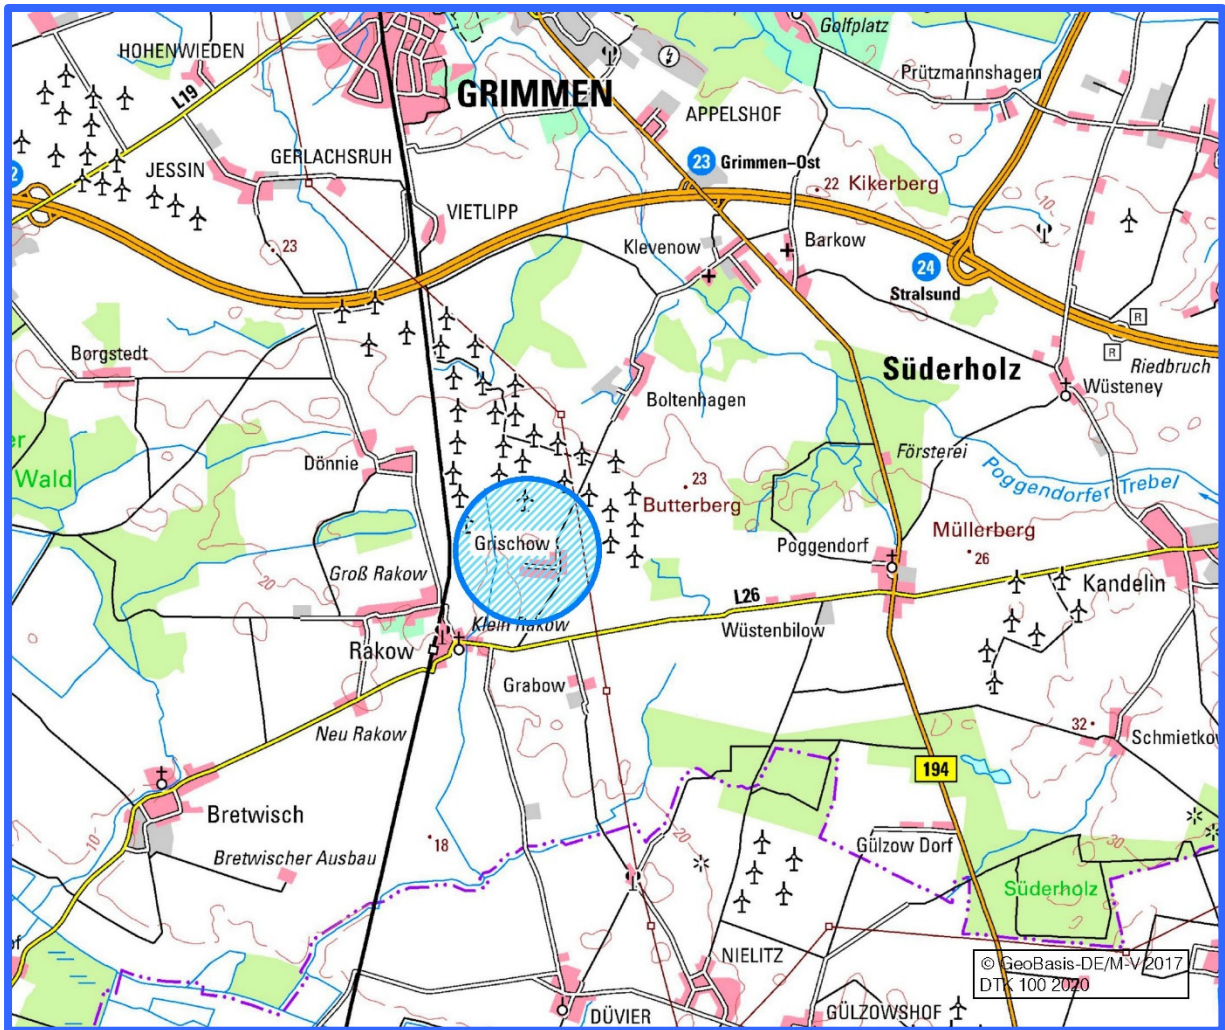 Golfplatz
HOHENWIEDEN
L19
GRIMMEN
Prützmannshagen
APPELSHOF
GERLACHSRUH
JESSIN
23 Grimmen-Ost
2
22 Kikerberg
VIETLIPP
10
23
Klevenow
Barkow
24
Stralsund
R
R
Riedbruch
Borgstedt
Süderholz
Wüsteney
Boltenhagen
er
Wald
Dönnie
Försterei
Poggendorfer Trebel
23
Butterberg
Müllerberg
26
Grischow
Poggendorf
20
Groß Rakow
Kandelin
L26
Klein Rakow
Wüstenbilow
Rakow
Grabow
Neu Rakow
32
Schmietkow
194
Bretwisch
10
18
20
Gülzow Dorf
30
Bretwischer Ausbau
Süderholz
NIELITZ
© GeoBasis-DE/M-V 2017
DTK 100 2020
DÜVIER
GÜLZOWSHOF